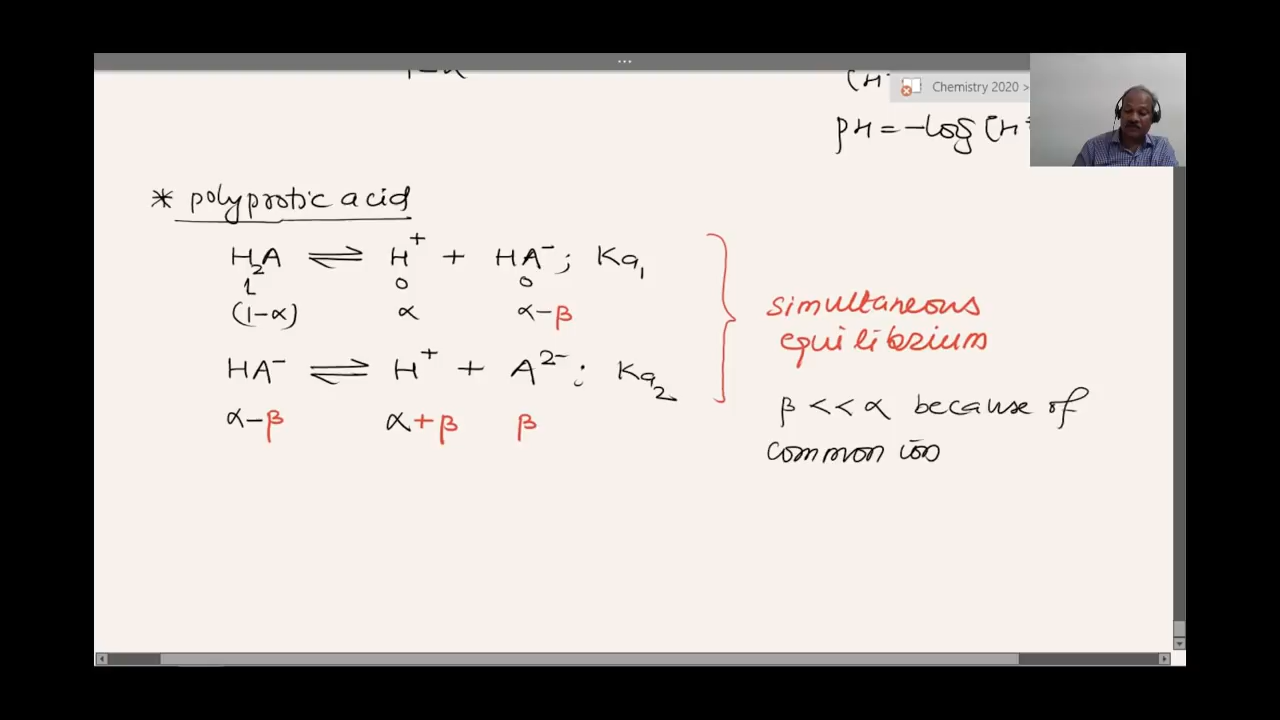 1-α
Chemistry 2020 >
pH = -log [H+
* polyprotic acid
H₂A ⇌ H⁺ + HA⁻; Ka₁
1 0 0
(1-α) α α-β
HA⁻ ⇌ H⁺ + A²⁻; Ka₂
α-β α+β β
simultaneous
equilibrium
β << α because of
common ion